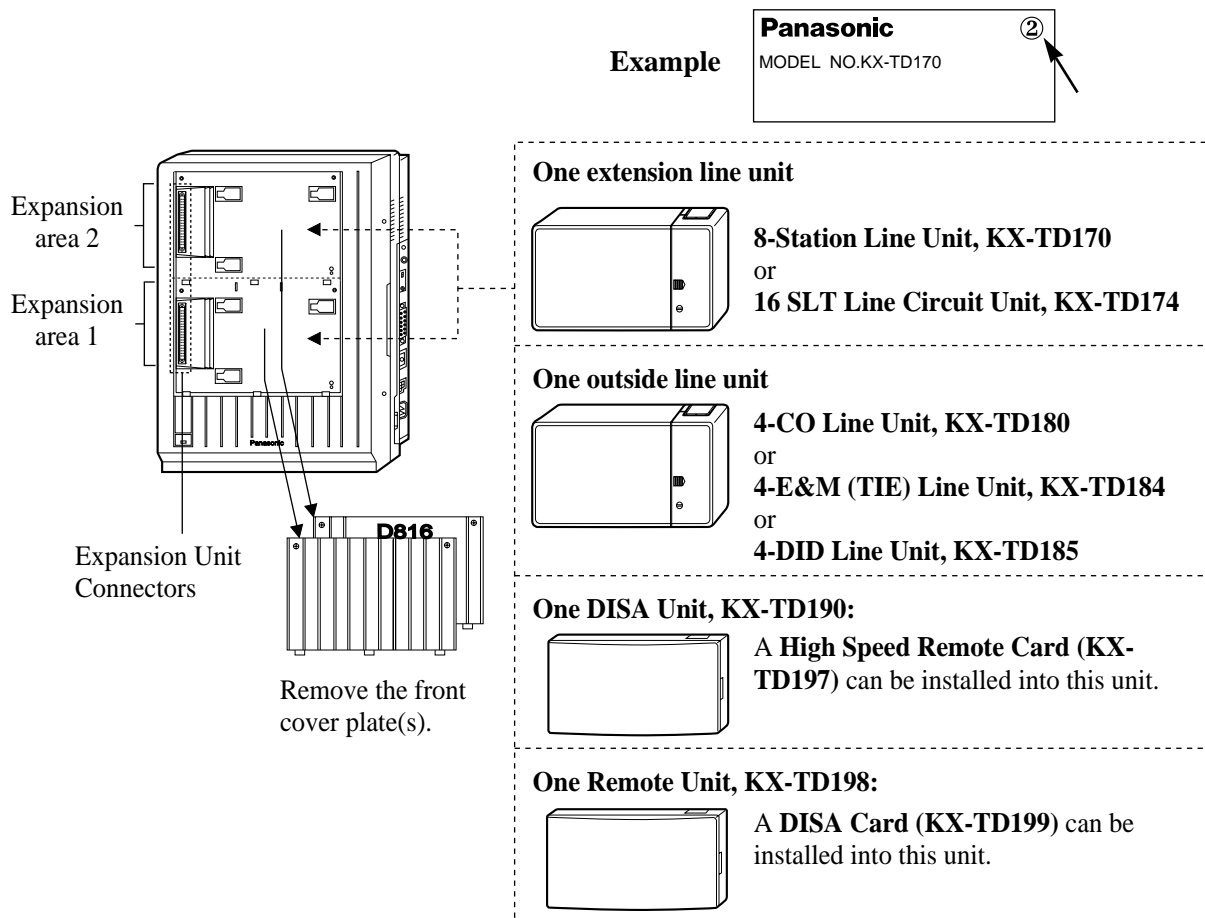 Example
Panasonic ②
MODEL NO.KX-TD170
Expansion
area 2
Expansion
area 1
Panasonic
Expansion Unit
Connectors
D816
Remove the front
cover plate(s).
One extension line unit
8-Station Line Unit, KX-TD170
or
16 SLT Line Circuit Unit, KX-TD174
One outside line unit
4-CO Line Unit, KX-TD180
or
4-E&M (TIE) Line Unit, KX-TD184
or
4-DID Line Unit, KX-TD185
One DISA Unit, KX-TD190:
A High Speed Remote Card (KX-
TD197) can be installed into this unit.
One Remote Unit, KX-TD198:
A DISA Card (KX-TD199) can be
installed into this unit.